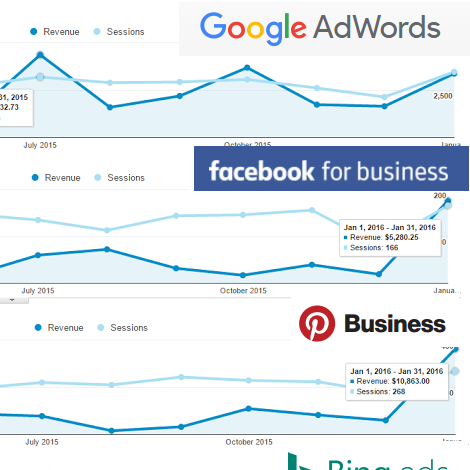 Revenue Sessions
Google AdWords
31, 2015
32.73
2,500
July 2015 October 2015 Janua
facebook for business
Revenue Sessions
200
Jan 1, 2016 - Jan 31, 2016
Revenue: $5,280.25
Sessions: 166
July 2015 October 2015 Janua...
Business
Revenue Sessions
Jan 1, 2016 - Jan 31, 2016
Revenue: $10,863.00
Sessions: 268
July 2015 October 2015